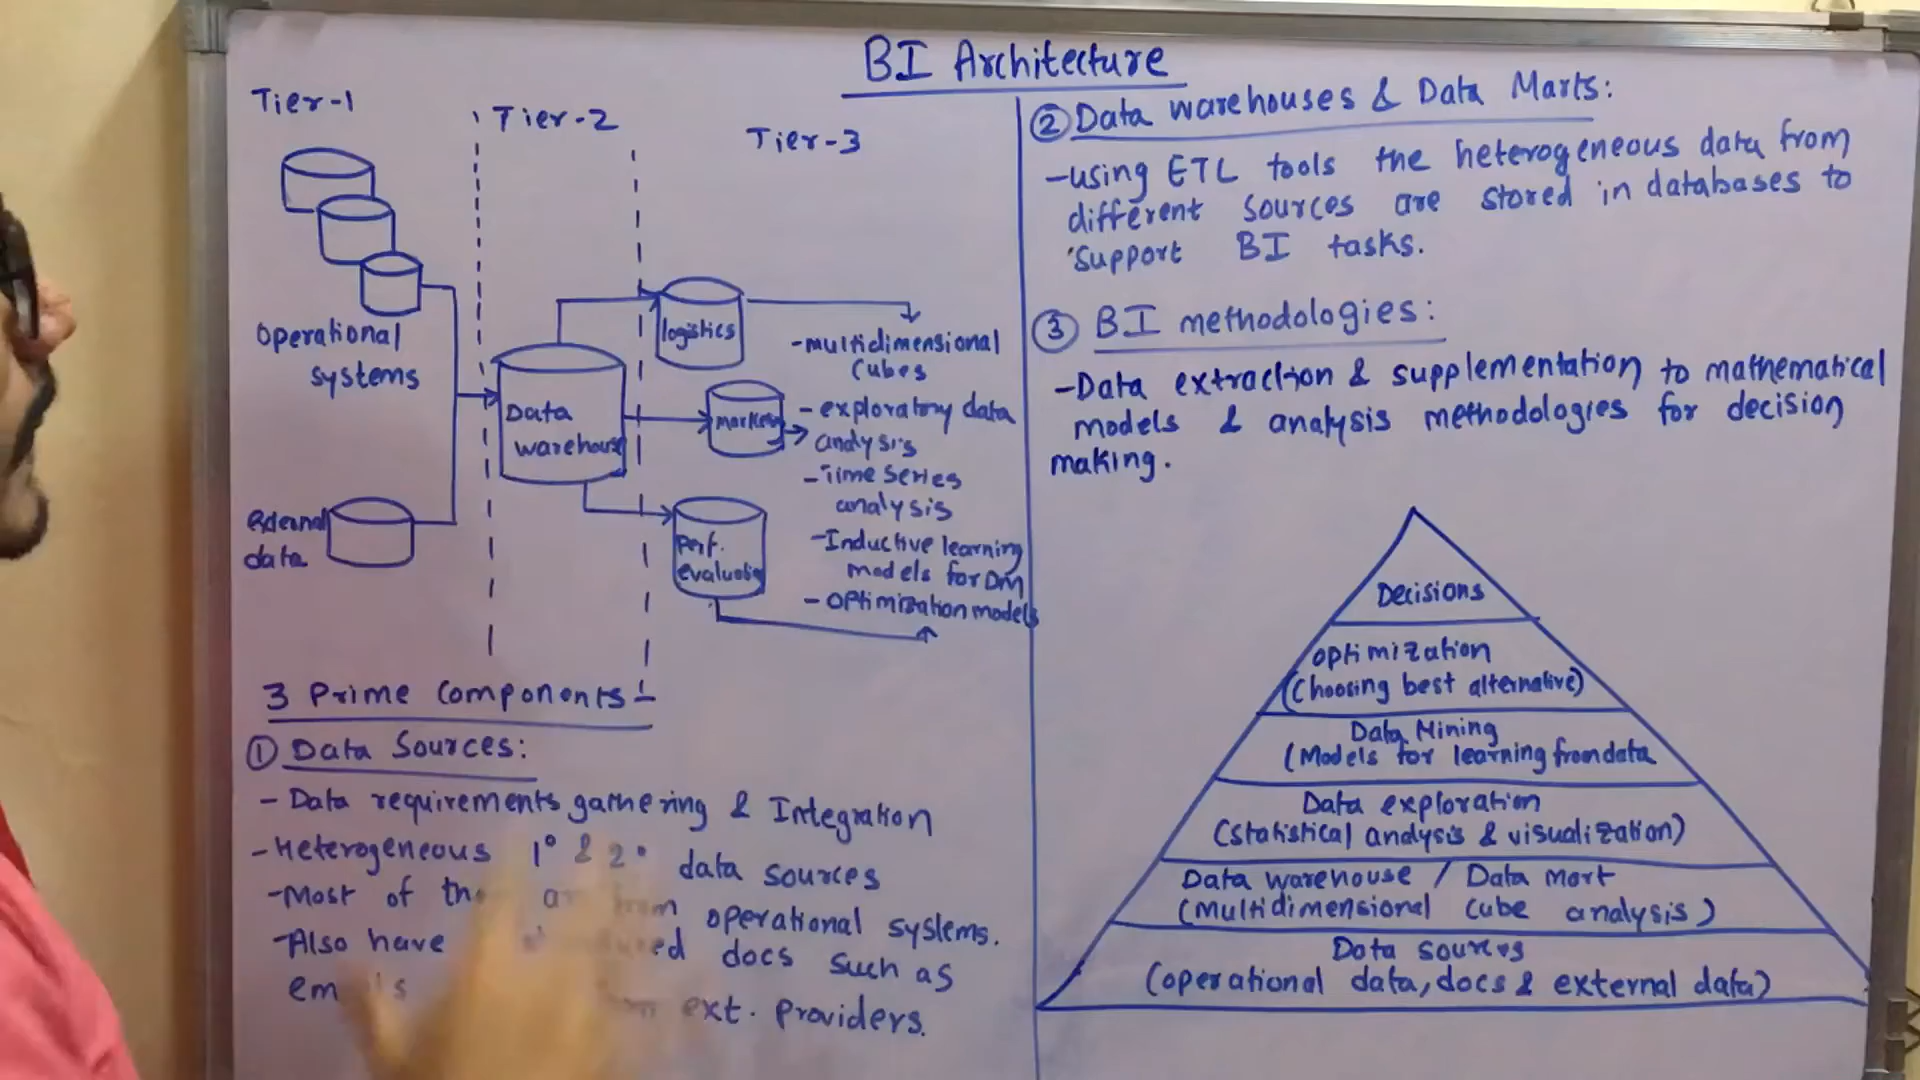 BI Architecture
Tier-1
Tier-2
Tier-3
Operational
systems
External
data
Data
warehouse
logistics
marketing
perf.
evaluation
-multidimensional
cubes
-exploratory data
analysis
-Time series
analysis
-Inductive learning
models for DM
-optimization models
3 Prime Components-
① Data Sources:
- Data requirements gathering & Integration
-Heterogeneous 1° & 2° data sources
-Most of operational systems.
-Also have docs such as
ext. Providers.
② Data warehouses & Data Marts:
-using ETL tools the heterogeneous data from
different sources are stored in databases to
support BI tasks.
③ BI methodologies:
-Data extraction & supplementation to mathematical
models & analysis methodologies for decision
making.
Decisions
optimization
(Choosing best alternative)
Data Mining
(Models for learning from data
Data exploration
(statistical analysis & visualization)
Data warehouse / Data mart
(multidimensional cube analysis)
Data sources
(operational data, docs & external data)